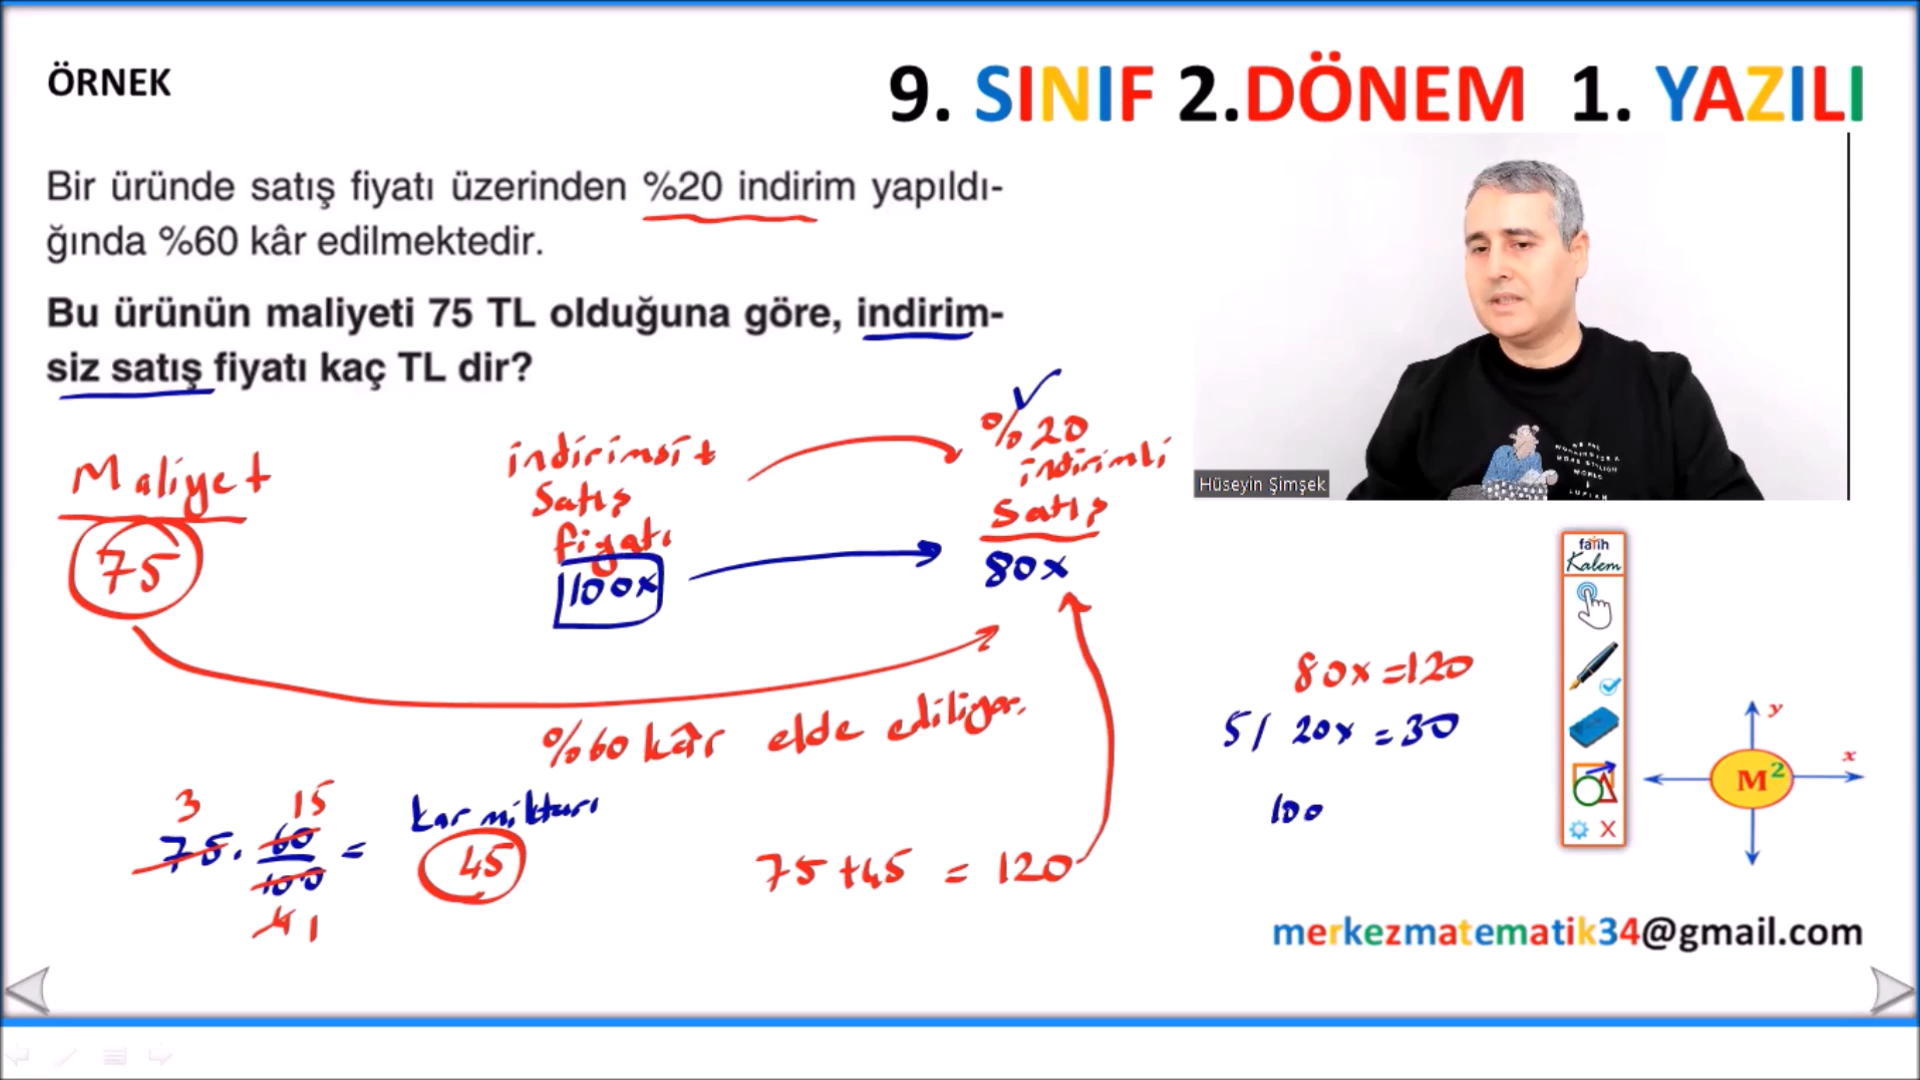 ÖRNEK
9. SINIF 2.DÖNEM 1. YAZILI
Bir üründe satış fiyatı üzerinden %20 indirim yapıldı-
ğında %60 kâr edilmektedir.
Bu ürünün maliyeti 75 TL olduğuna göre, indirim-
siz satış fiyatı kaç TL dir?
Maliyet
75
indirimsiz
Satış
fiyatı
100x
%20
indirimli
Satış
80x
Hüseyin Şimşek
fatih
Kalem
%60 kâr elde ediliyor.
80x=120
5/ 20x=30
100
3 15
75 . 60 =
100
4 1
kar miktarı
45
75+45 = 120
y
x
M²
merkezmatematik34@gmail.com